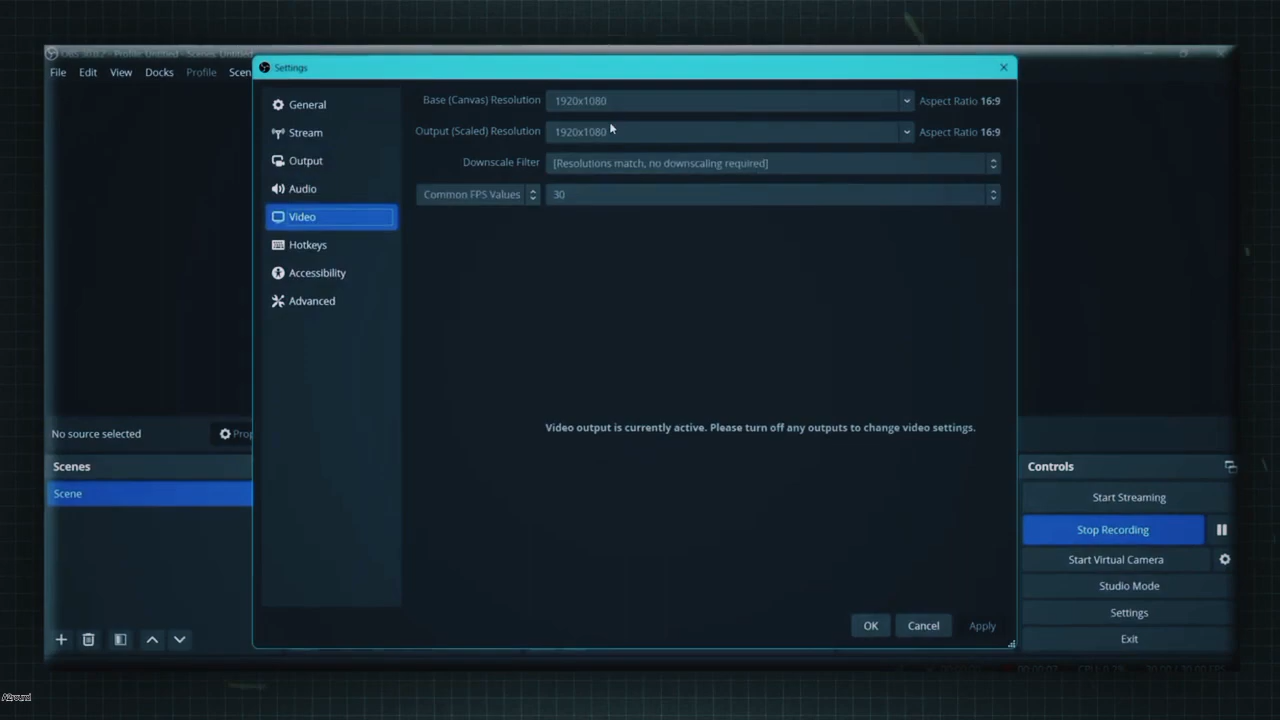 File Edit View Docks Profile Scen
Settings
General
Stream
Output
Audio
Video
Hotkeys
Accessibility
Advanced
Base (Canvas) Resolution 1920x1080 Aspect Ratio 16:9
Output (Scaled) Resolution 1920x1080 Aspect Ratio 16:9
Downscale Filter [Resolutions match, no downscaling required]
Common FPS Values 30
Video output is currently active. Please turn off any outputs to change video settings.
OK Cancel Apply
No source selected Prop
Scenes
Scene
Controls
Start Streaming
Stop Recording
Start Virtual Camera
Studio Mode
Settings
Exit